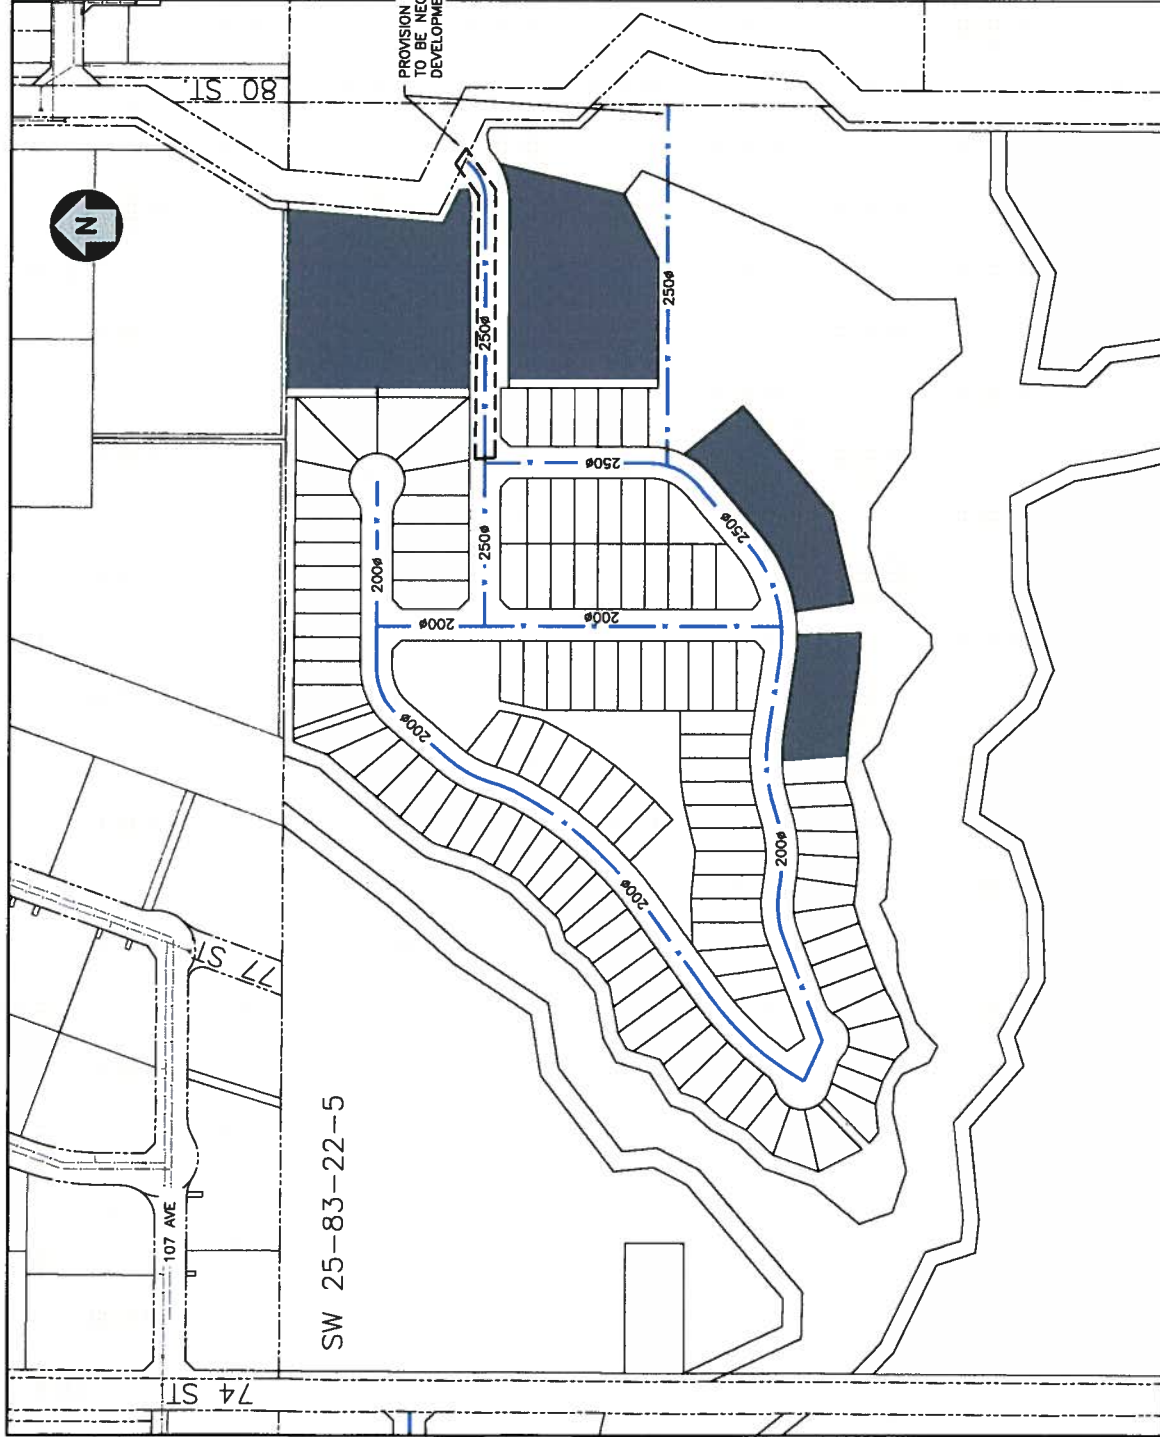 PROVISION
TO BE NEC
DEVELOPME
80 ST.
N
250ø
250ø
200ø
250ø
250ø
200ø
200ø
250ø
200ø
200ø
200ø
77 ST
SW 25-83-22-5
107 AVE
74 ST